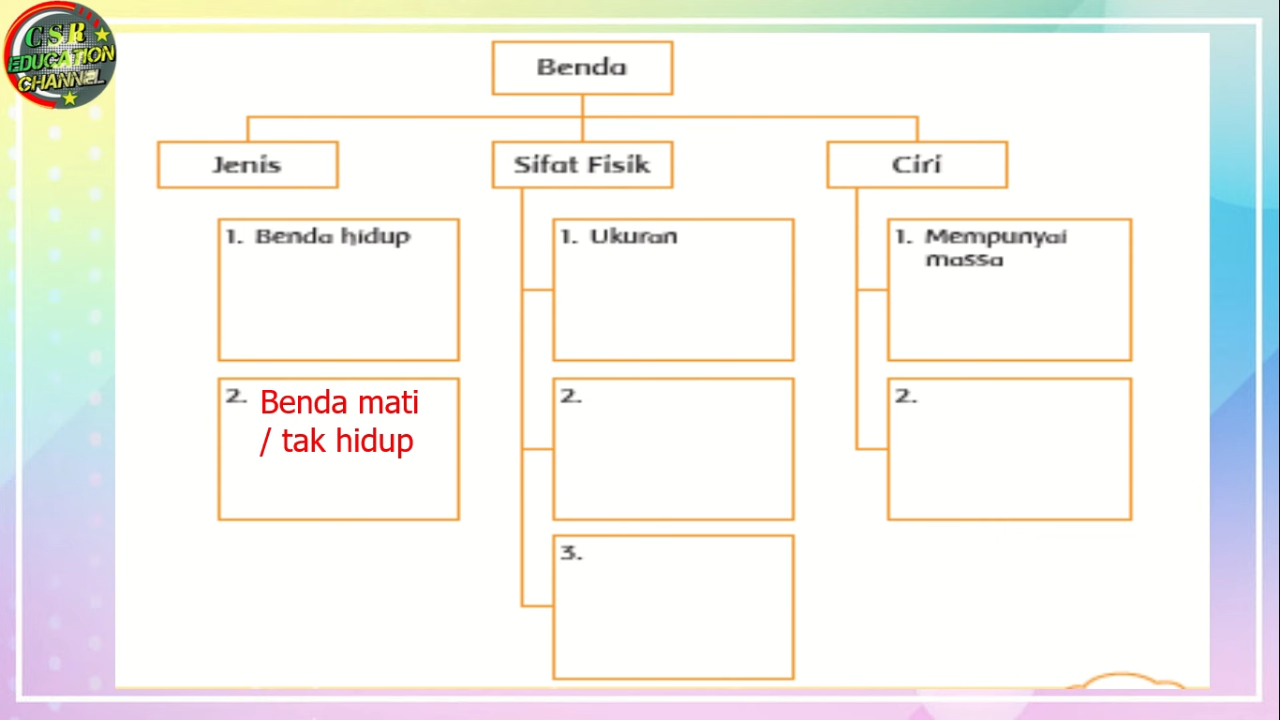 CSR
EDUCATION
CHANNEL
Benda
Jenis
Sifat Fisik
Ciri
1. Benda hidup
1. Ukuran
1. Mempunyai
massa
2. Benda mati
/ tak hidup
2.
2.
3.